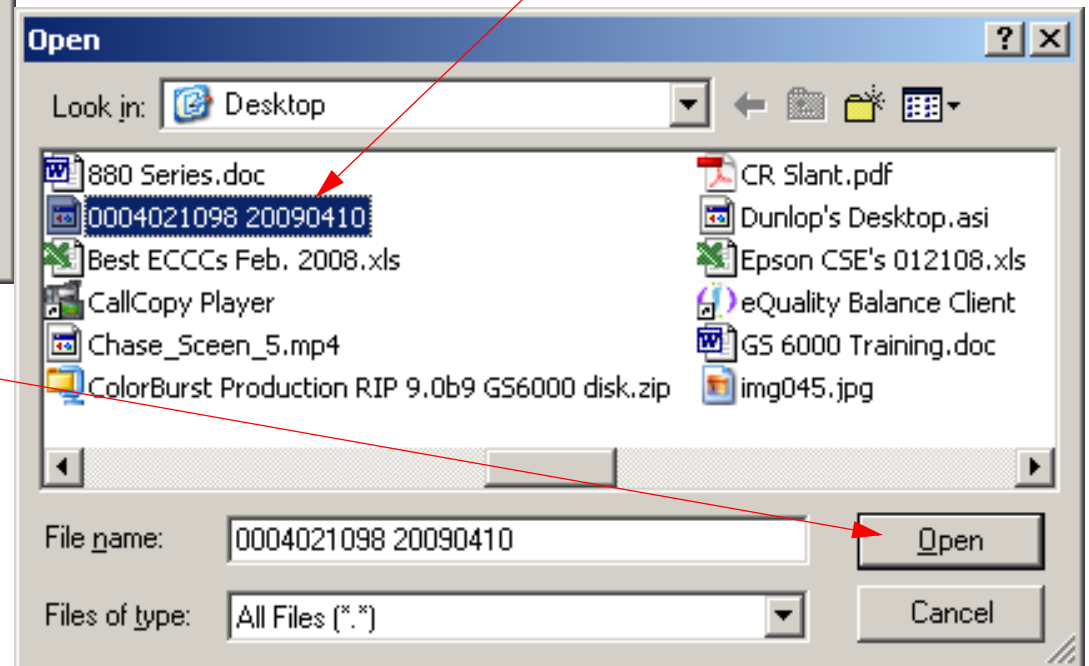 Open
Look in: Desktop
880 Series.doc
0004021098 20090410
Best ECCCs Feb. 2008.xls
CallCopy Player
Chase_Sceen_5.mp4
ColorBurst Production RIP 9.0b9 GS6000 disk.zip
CR Slant.pdf
Dunlop's Desktop.asi
Epson CSE's 012108.xls
eQuality Balance Client
GS 6000 Training.doc
img045.jpg
File name: 0004021098 20090410
Open
Files of type: All Files (*.*)
Cancel